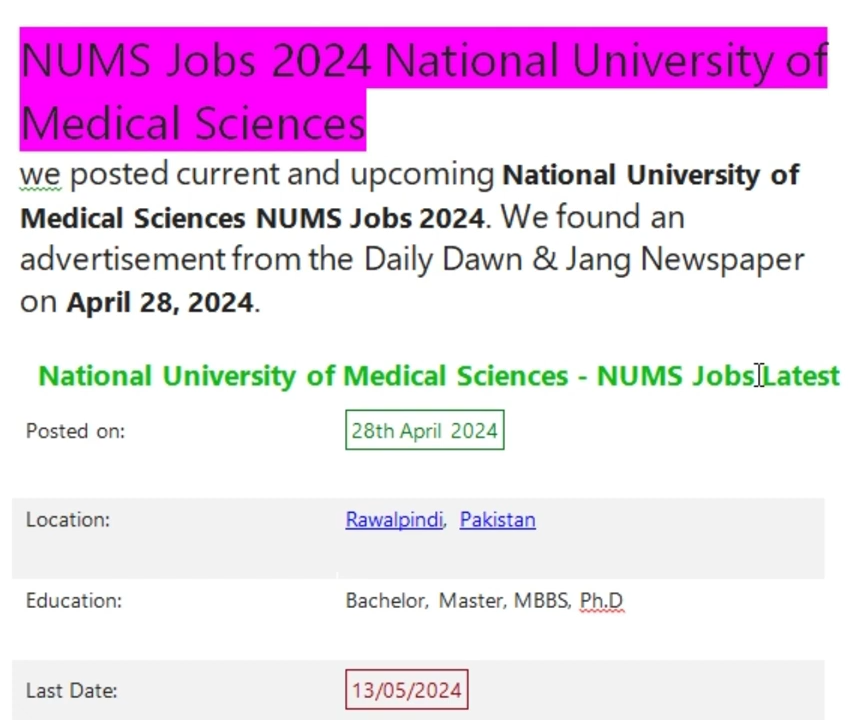 NUMS Jobs 2024 National University of
Medical Sciences
we posted current and upcoming National University of
Medical Sciences NUMS Jobs 2024. We found an
advertisement from the Daily Dawn & Jang Newspaper
on April 28, 2024.
National University of Medical Sciences - NUMS Jobs Latest
Posted on: 28th April 2024
Location: Rawalpindi, Pakistan
Education: Bachelor, Master, MBBS, Ph.D
Last Date: 13/05/2024